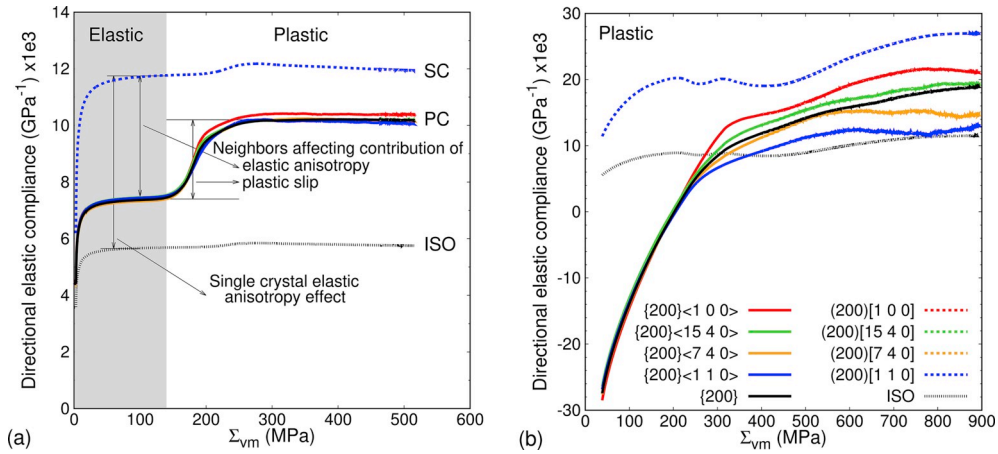 Directional elastic compliance (GPa⁻¹) x1e3
14
12
10
8
6
4
2
0
Elastic
Plastic
SC
PC
Neighbors affecting contribution of
elastic anisotropy
plastic slip
ISO
Single crystal elastic
anisotropy effect
0 100 200 300 400 500 600
Σvm (MPa)
(a)
Directional elastic compliance (GPa⁻¹) x1e3
30
20
10
0
-10
-20
-30
Plastic
{200}<1 0 0> (200)[1 0 0]
{200}<15 4 0> (200)[15 4 0]
{200}<7 4 0> (200)[7 4 0]
{200}<1 1 0> (200)[1 1 0]
{200} ISO
0 100 200 300 400 500 600 700 800 900
Σvm (MPa)
(b)